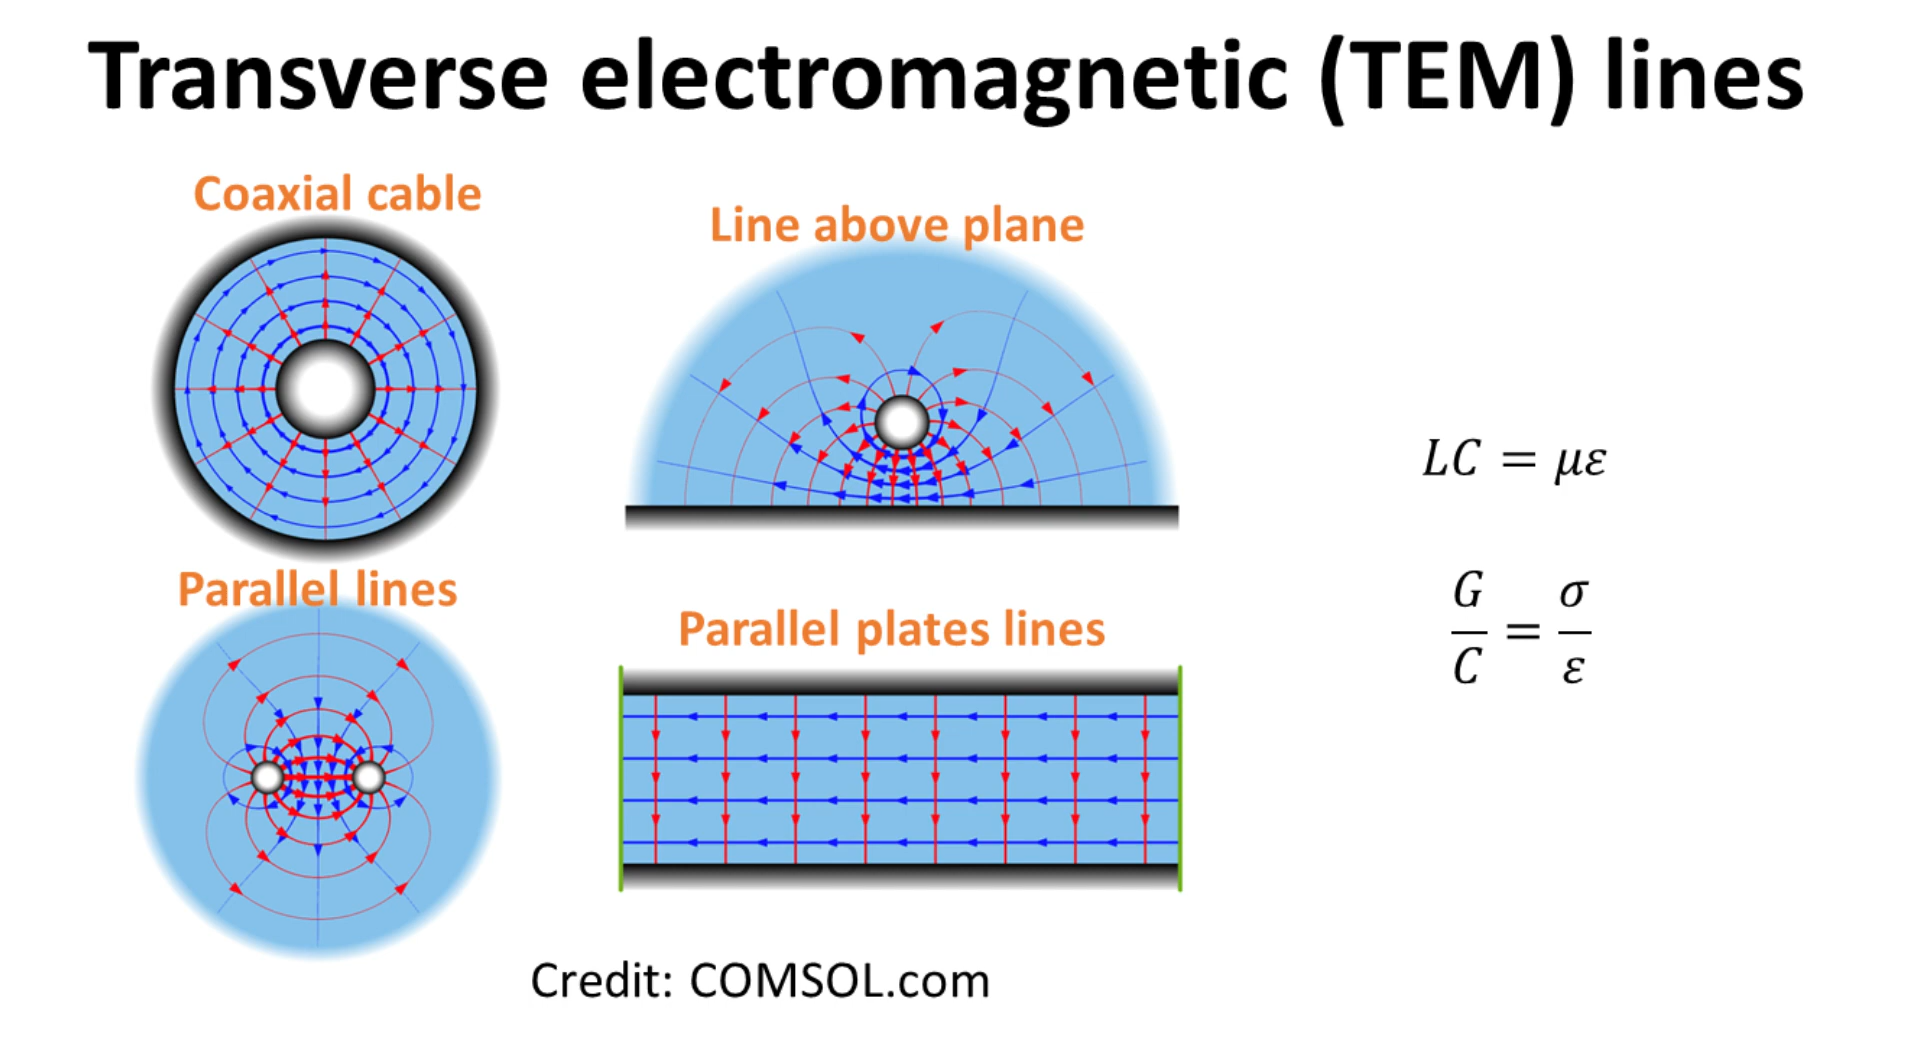 Transverse electromagnetic (TEM) lines
Coaxial cable
Line above plane
Parallel lines
Parallel plates lines
LC = με
G/C = σ/ε
Credit: COMSOL.com